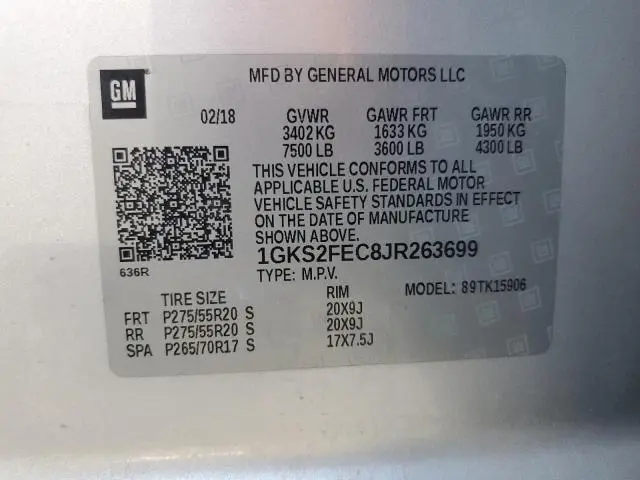 GM
MFD BY GENERAL MOTORS LLC
02/18 GVWR GAWR FRT GAWR RR
3402 KG 1633 KG 1950 KG
7500 LB 3600 LB 4300 LB
THIS VEHICLE CONFORMS TO ALL
APPLICABLE U.S. FEDERAL MOTOR
VEHICLE SAFETY STANDARDS IN EFFECT
ON THE DATE OF MANUFACTURE
SHOWN ABOVE.
636R
1GKS2FEC8JR263699
TYPE: M.P.V. MODEL: 89TK15906
TIRE SIZE RIM
FRT P275/55R20 S 20X9J
RR P275/55R20 S 20X9J
SPA P265/70R17 S 17X7.5J